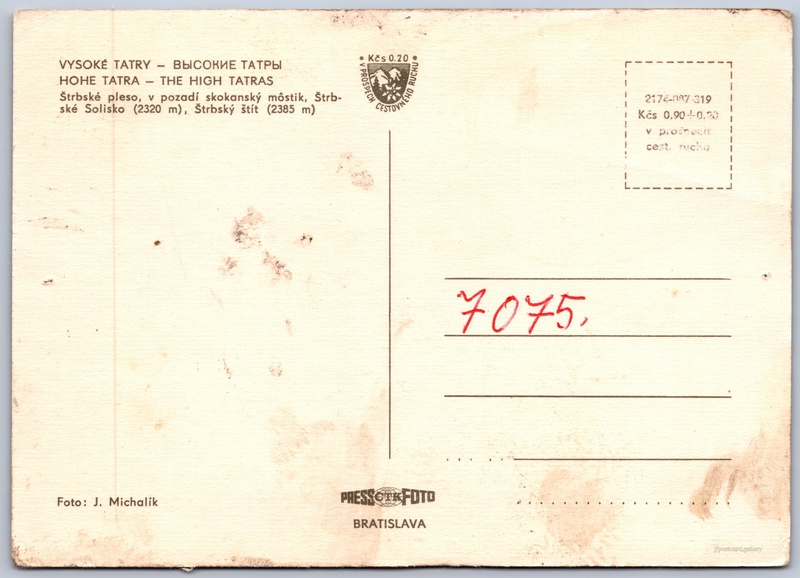 VYSOKÉ TATRY – ВЫСОКИЕ ТАТРЫ
HOHE TATRA – THE HIGH TATRAS
Štrbské pleso, v pozadí skokanský môstik, Štrb-
ské Solisko (2320 m), Štrbský štít (2385 m)
Kčs 0.20
V PROSPECH CESTOVNÉHO RUCHU
Kčs 0,90+0,20
v prospech
cest. ruchu
7075.
Foto: J. Michalík
PRESS ČTK FOTO
BRATISLAVA